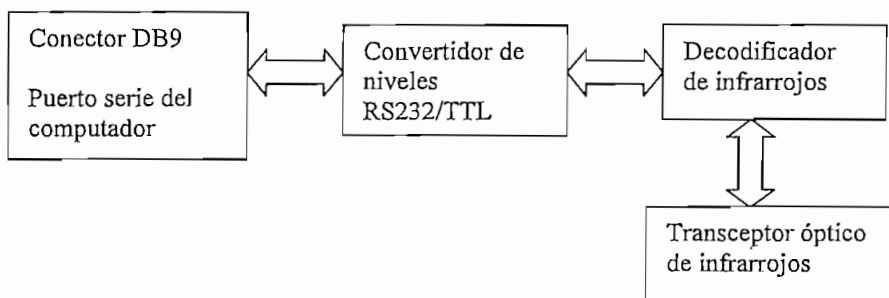 Conector DB9
Puerto serie del
computador
Convertidor de
niveles
RS232/TTL
Decodificador
de infrarrojos
Transceptor óptico
de infrarrojos